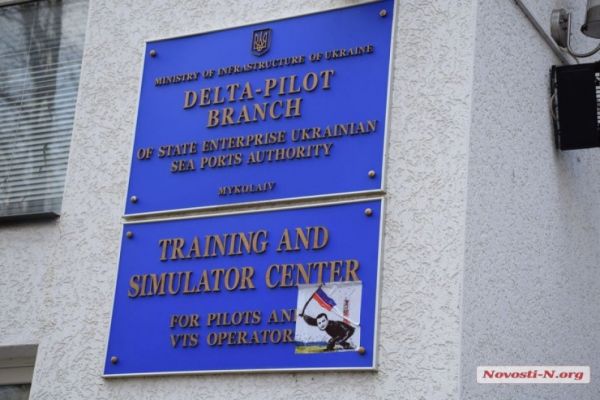 MINISTRY OF INFRASTRUCTURE OF UKRAINE
DELTA-PILOT
BRANCH
OF STATE ENTERPRISE UKRAINIAN
SEA PORTS AUTHORITY
MYKOLAIV
TRAINING AND
SIMULATOR CENTER
FOR PILOTS AND
VTS OPERATOR
Novosti-N.org